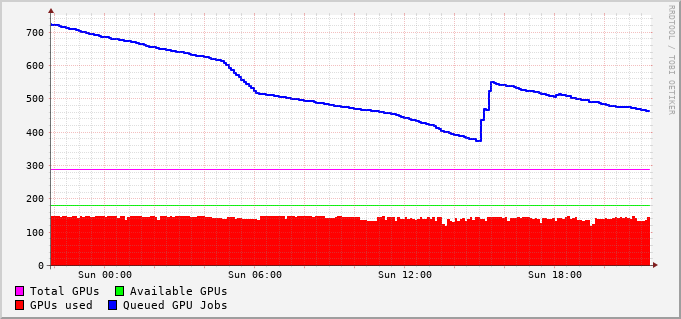 700
600
500
400
300
200
100
0
Sun 00:00 Sun 06:00 Sun 12:00 Sun 18:00
Total GPUs Available GPUs
GPUs used Queued GPU Jobs
RRDTOOL / TOBI OETIKER